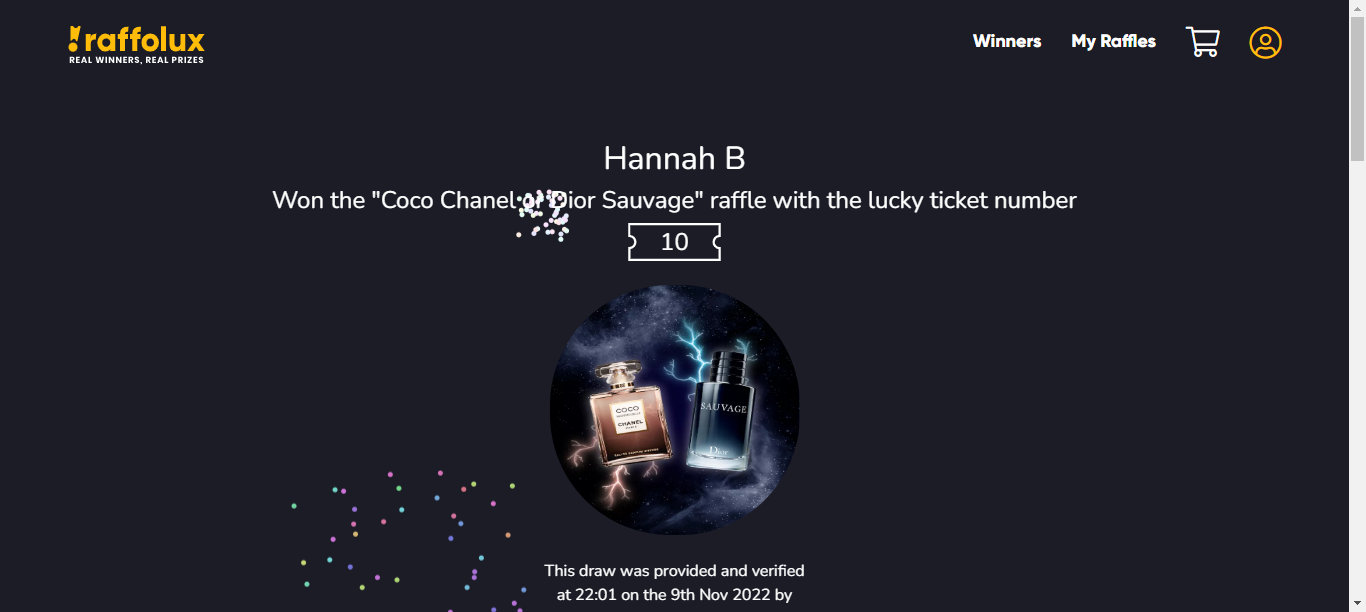 raffolux
REAL WINNERS, REAL PRIZES
Winners
My Raffles
Hannah B
Won the "Coco Chanel or Dior Sauvage" raffle with the lucky ticket number
10
COCO
CHANEL
PARIS
SAUVAGE
Dior
This draw was provided and verified
at 22:01 on the 9th Nov 2022 by